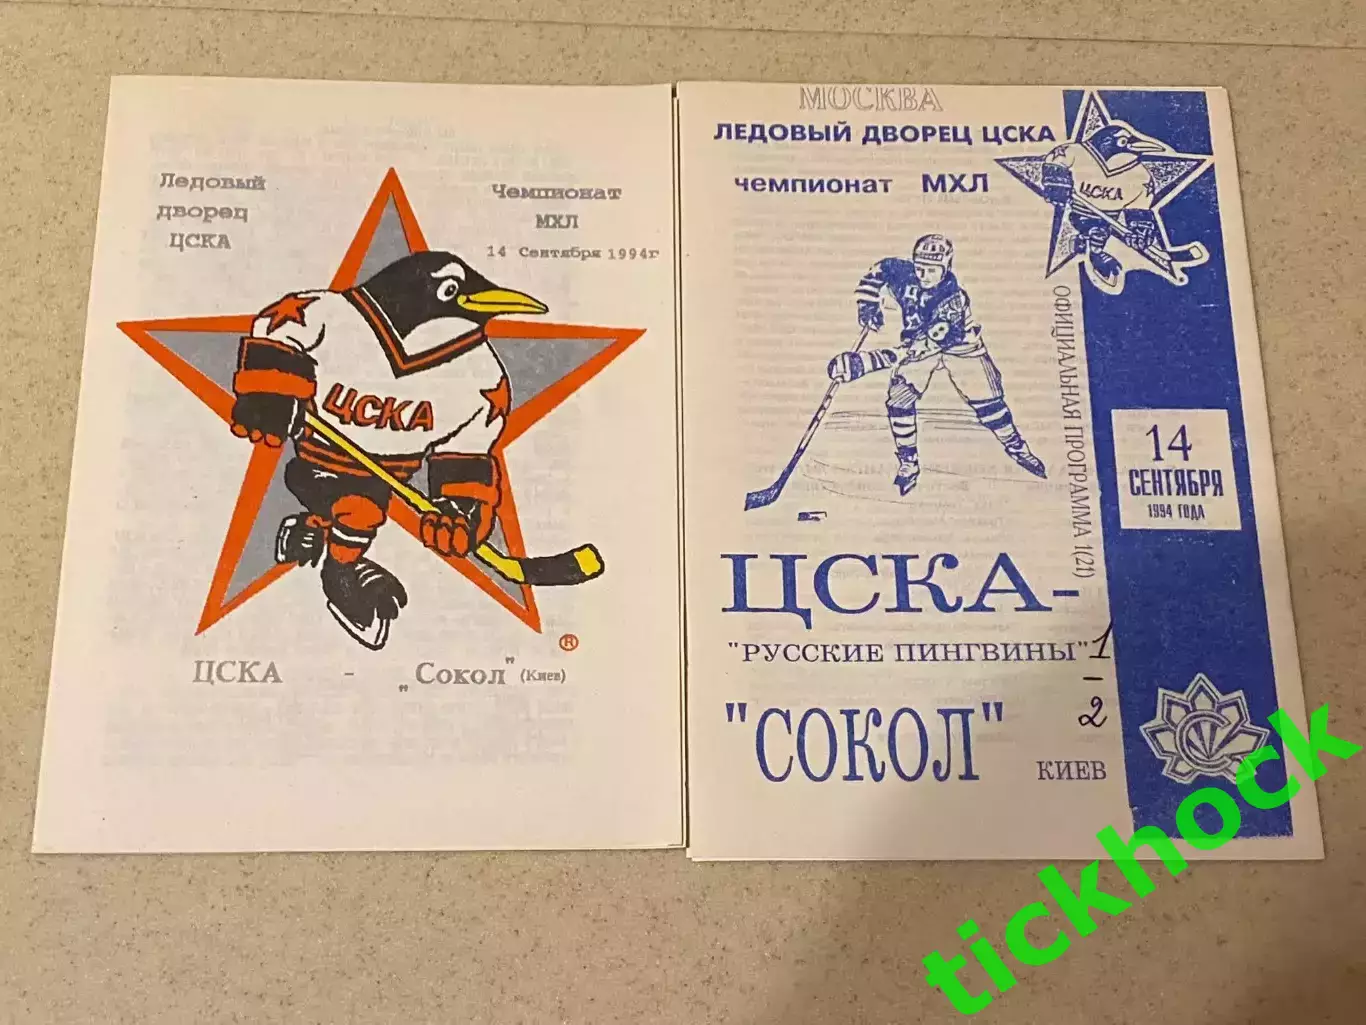 Ледовый
дворец
ЦСКА
Чемпионат
МХЛ
14 Сентября 1994г
ЦСКА
®
ЦСКА - „Сокол" (Киев)
МОСКВА
ЛЕДОВЫЙ ДВОРЕЦ ЦСКА
чемпионат МХЛ
ЦСКА
ОФИЦИАЛЬНАЯ ПРОГРАММА 1(21)
14
СЕНТЯБРЯ
1994 ГОДА
ЦСКА-
"РУССКИЕ ПИНГВИНЫ" 1
-
2
"СОКОЛ"
КИЕВ
tickhock